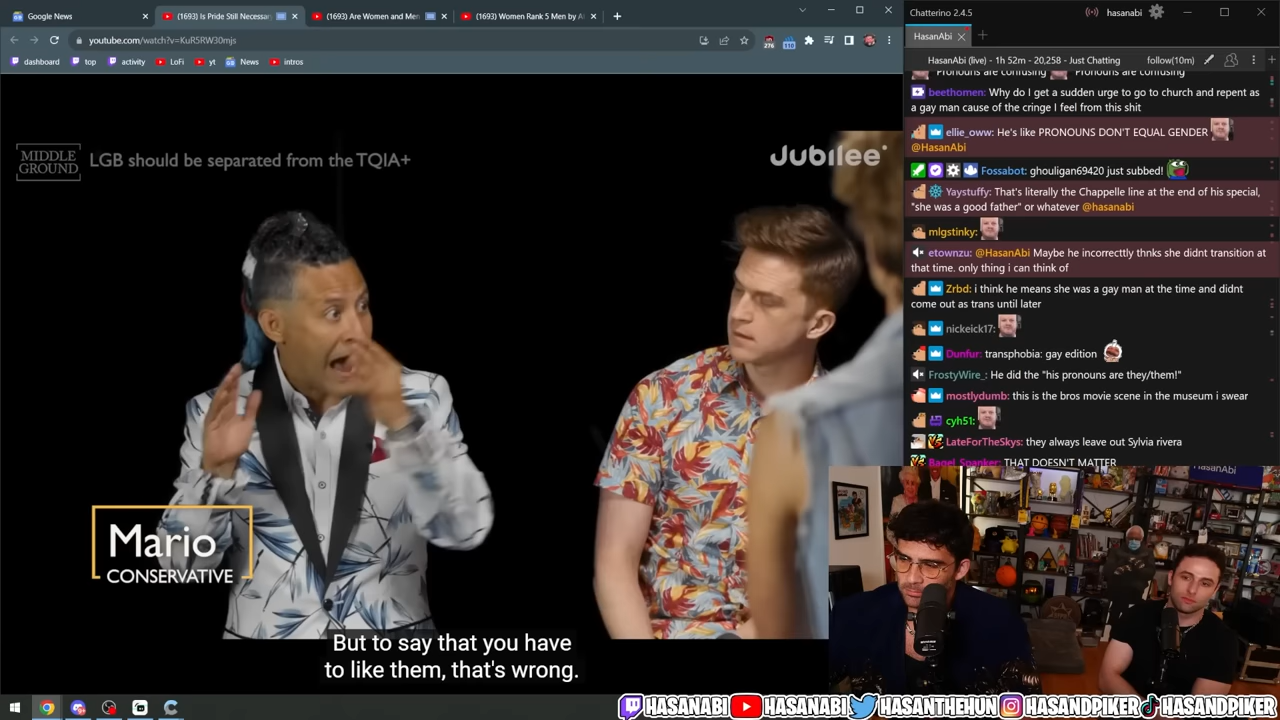 Google News
(1693) Is Pride Still Necessar
(1693) Are Women and Men
(1693) Women Rank 5 Men by A
youtube.com/watch?v=KuR5RW30mjs
276
110
dashboard
top
activity
LoFi
yt
News
intros
MIDDLE
GROUND
LGB should be separated from the TQIA+
Jubilee
Mario
CONSERVATIVE
But to say that you have
to like them, that's wrong.
Chatterino 2.4.5
hasanabi
HasanAbi
HasanAbi (live) - 1h 52m - 20,258 - Just Chatting
follow(10m)
Pronouns are confusing Pronouns are confusing
beethomen: Why do I get a sudden urge to go to church and repent as
a gay man cause of the cringe I feel from this shit
ellie_oww: He's like PRONOUNS DON'T EQUAL GENDER
@HasanAbi
Fossabot: ghouligan69420 just subbed!
Yaystuffy: That's literally the Chappelle line at the end of his special,
"she was a good father" or whatever @hasanabi
mlgstinky:
etownzu: @HasanAbi Maybe he incorrecttly thnks she didnt transition at
that time. only thing i can think of
Zrbd: i think he means she was a gay man at the time and didnt
come out as trans until later
nickeick17:
Dunfur: transphobia: gay edition
FrostyWire_: He did the "his pronouns are they/them!"
mostlydumb: this is the bros movie scene in the museum i swear
cyh51:
LateForTheSkys: they always leave out Sylvia rivera
Bagel_Spanker: THAT DOESN'T MATTER
HasanAbi
HASANABI
HASANABI
HASANTHEHUN
HASANDPIKER
HASANDPIKER